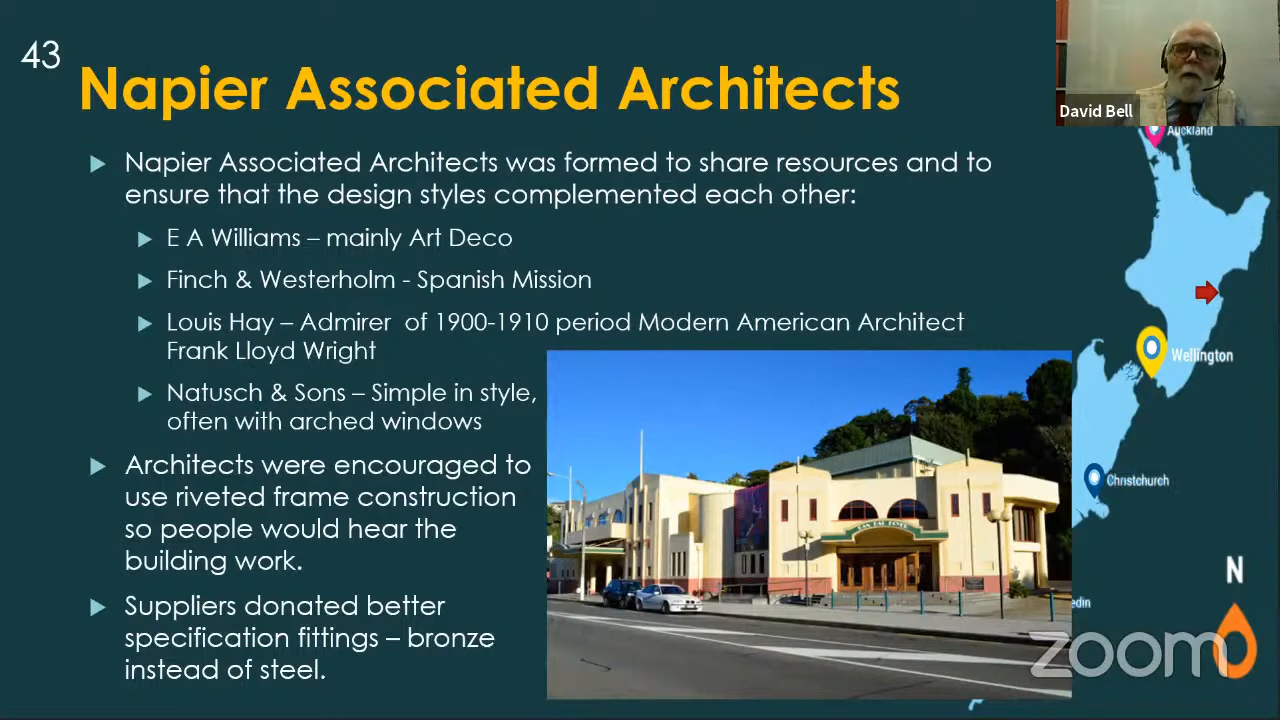 43
Napier Associated Architects
David Bell
Auckland
▶ Napier Associated Architects was formed to share resources and to
ensure that the design styles complemented each other:
▶ E A Williams – mainly Art Deco
▶ Finch & Westerholm - Spanish Mission
▶ Louis Hay – Admirer of 1900-1910 period Modern American Architect
Frank Lloyd Wright
▶ Natusch & Sons – Simple in style,
often with arched windows
▶ Architects were encouraged to
use riveted frame construction
so people would hear the
building work.
▶ Suppliers donated better
specification fittings – bronze
instead of steel.
Wellington
Christchurch
N
edin
zoom